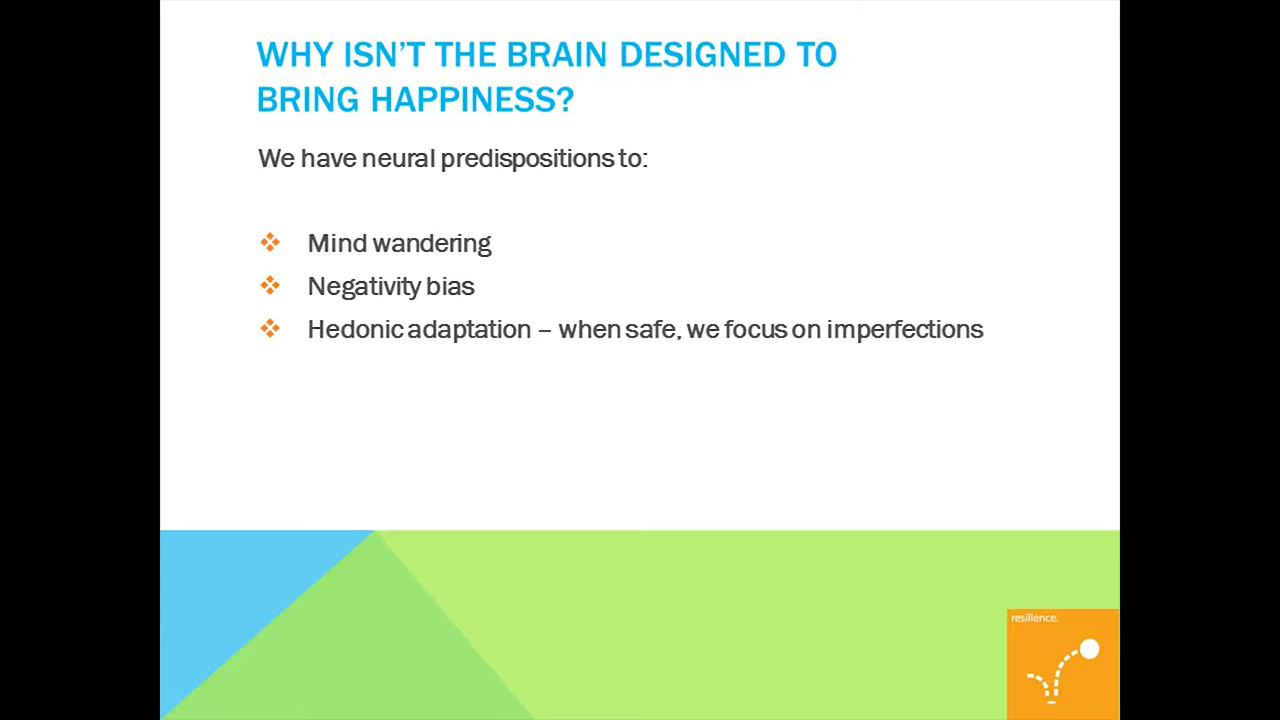 WHY ISN'T THE BRAIN DESIGNED TO
BRING HAPPINESS?
We have neural predispositions to:
Mind wandering
Negativity bias
Hedonic adaptation – when safe, we focus on imperfections
resilience.